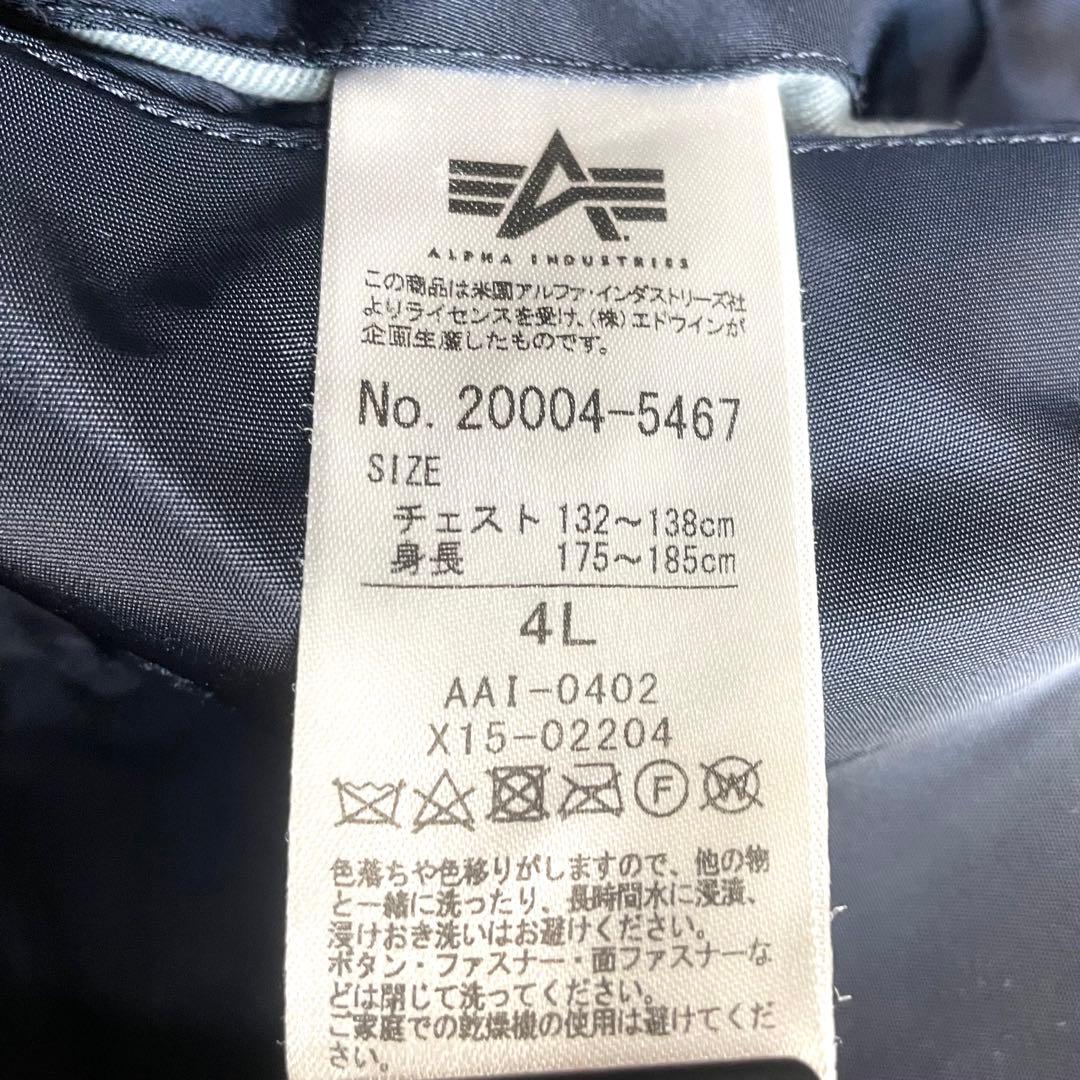 ALPHA INDUSTRIES
この商品は米国アルファ・インダストリーズ社
よりライセンスを受け、(株)エドウインが
企画生産したものです。
No. 20004-5467
SIZE
チェスト 132～138cm
身長 175～185cm
4L
AAI-0402
X15-02204
F W
色落ちや色移りがしますので、他の物
と一緒に洗ったり、長時間水に浸漬、
浸けおき洗いはお避けください。
ボタン・ファスナー・面ファスナーな
どは閉じて洗ってください。
ご家庭での乾燥機の使用は避けてくだ
さい。